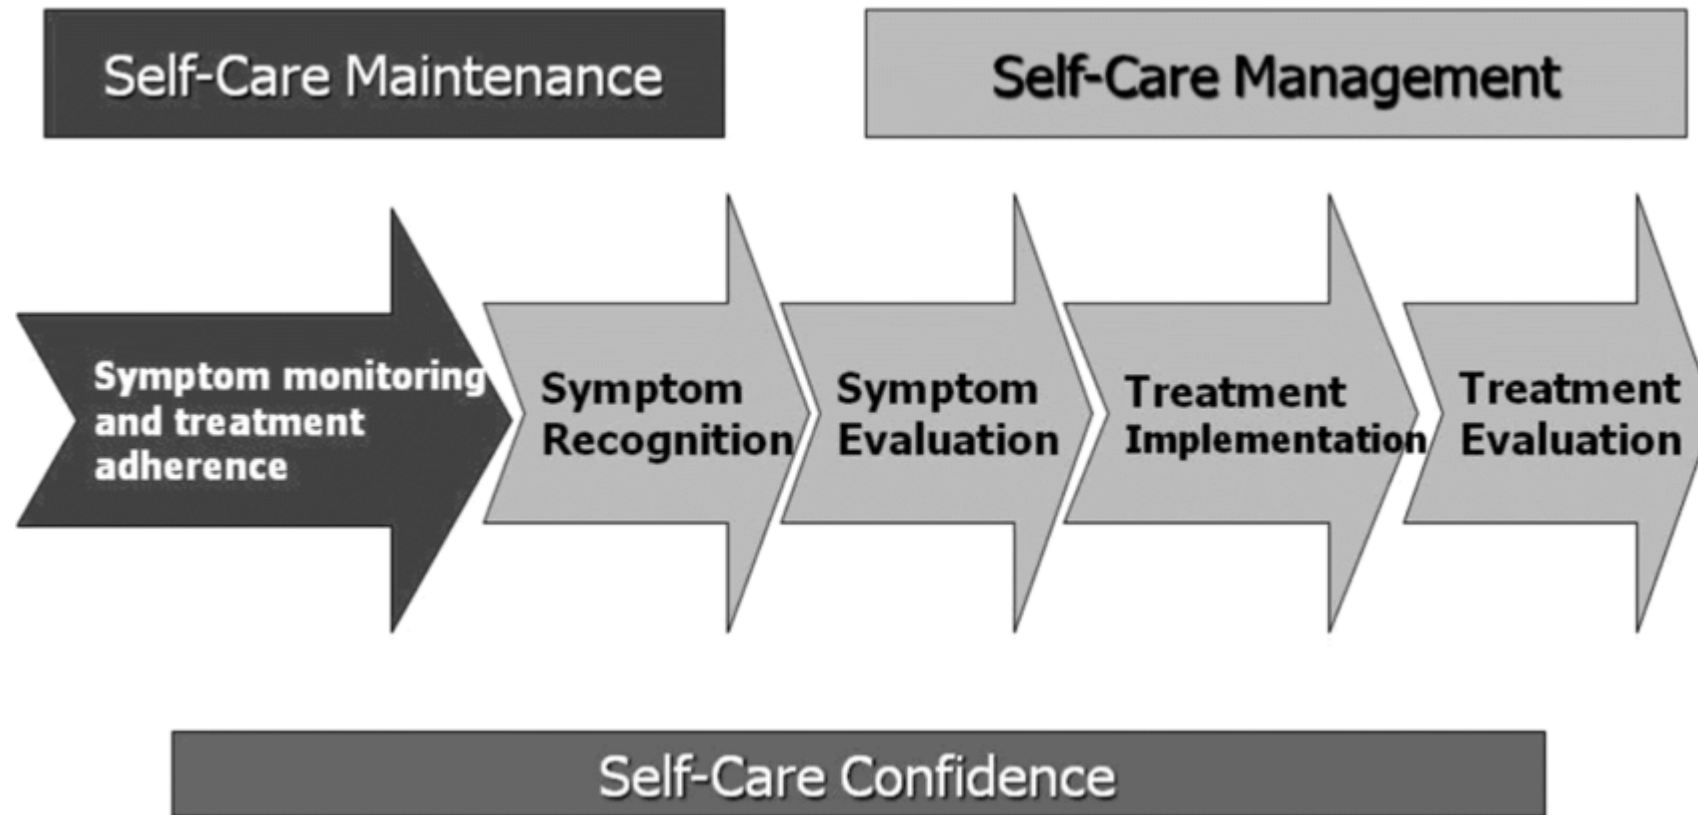 Self-Care Maintenance
Self-Care Management
Symptom monitoring
and treatment
adherence
Symptom
Recognition
Symptom
Evaluation
Treatment
Implementation
Treatment
Evaluation
Self-Care Confidence